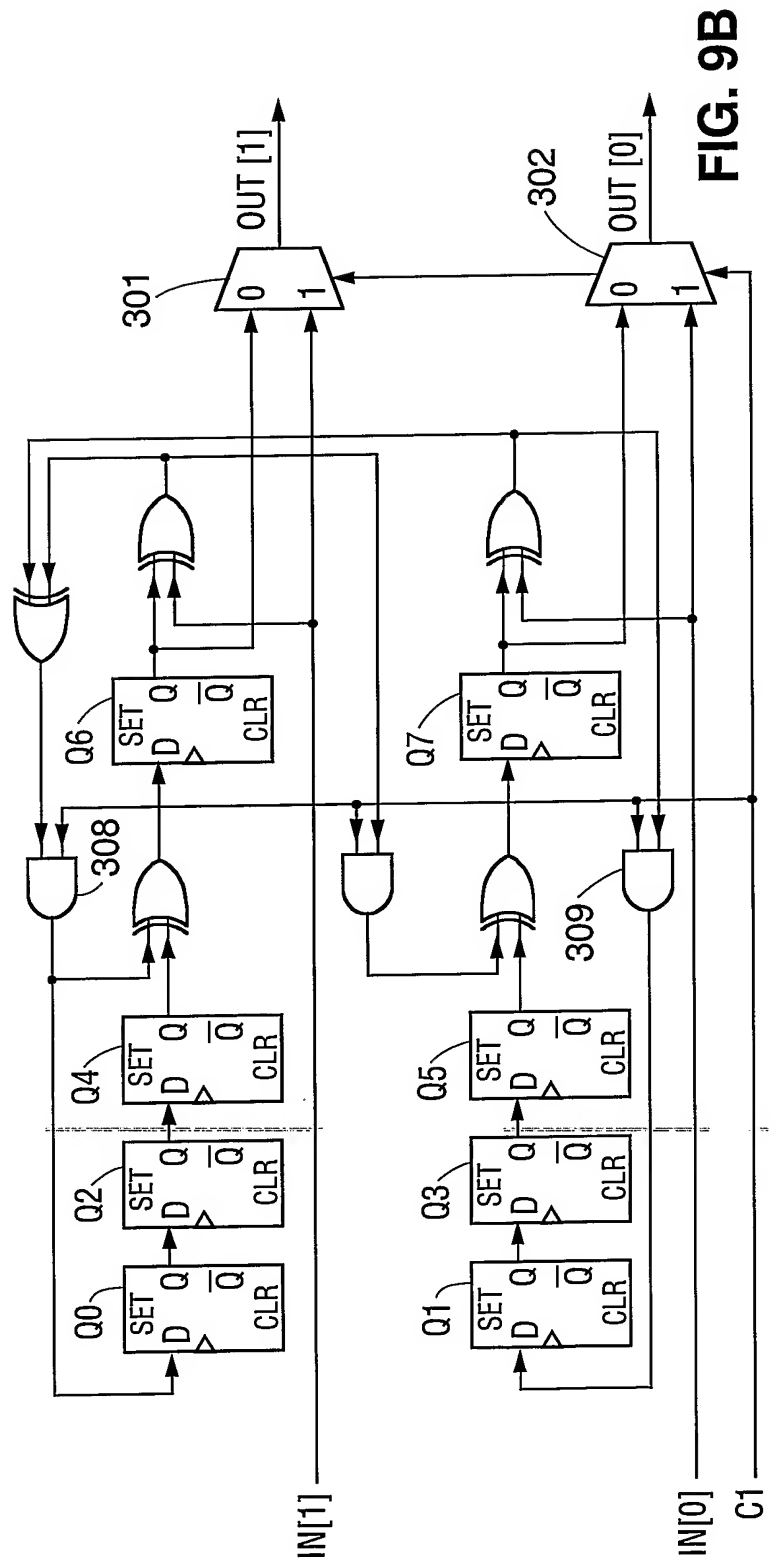 Q0
SET
D Q
Q
CLR
Q2
SET
D Q
Q
CLR
Q4
SET
D Q
Q
CLR
308
Q6
SET
D Q
Q
CLR
301
0
1
OUT [1]
IN[1]
Q1
SET
D Q
Q
CLR
Q3
SET
D Q
Q
CLR
Q5
SET
D Q
Q
CLR
309
Q7
SET
D Q
Q
CLR
302
0
1
OUT [0]
IN[0]
C1
FIG. 9B